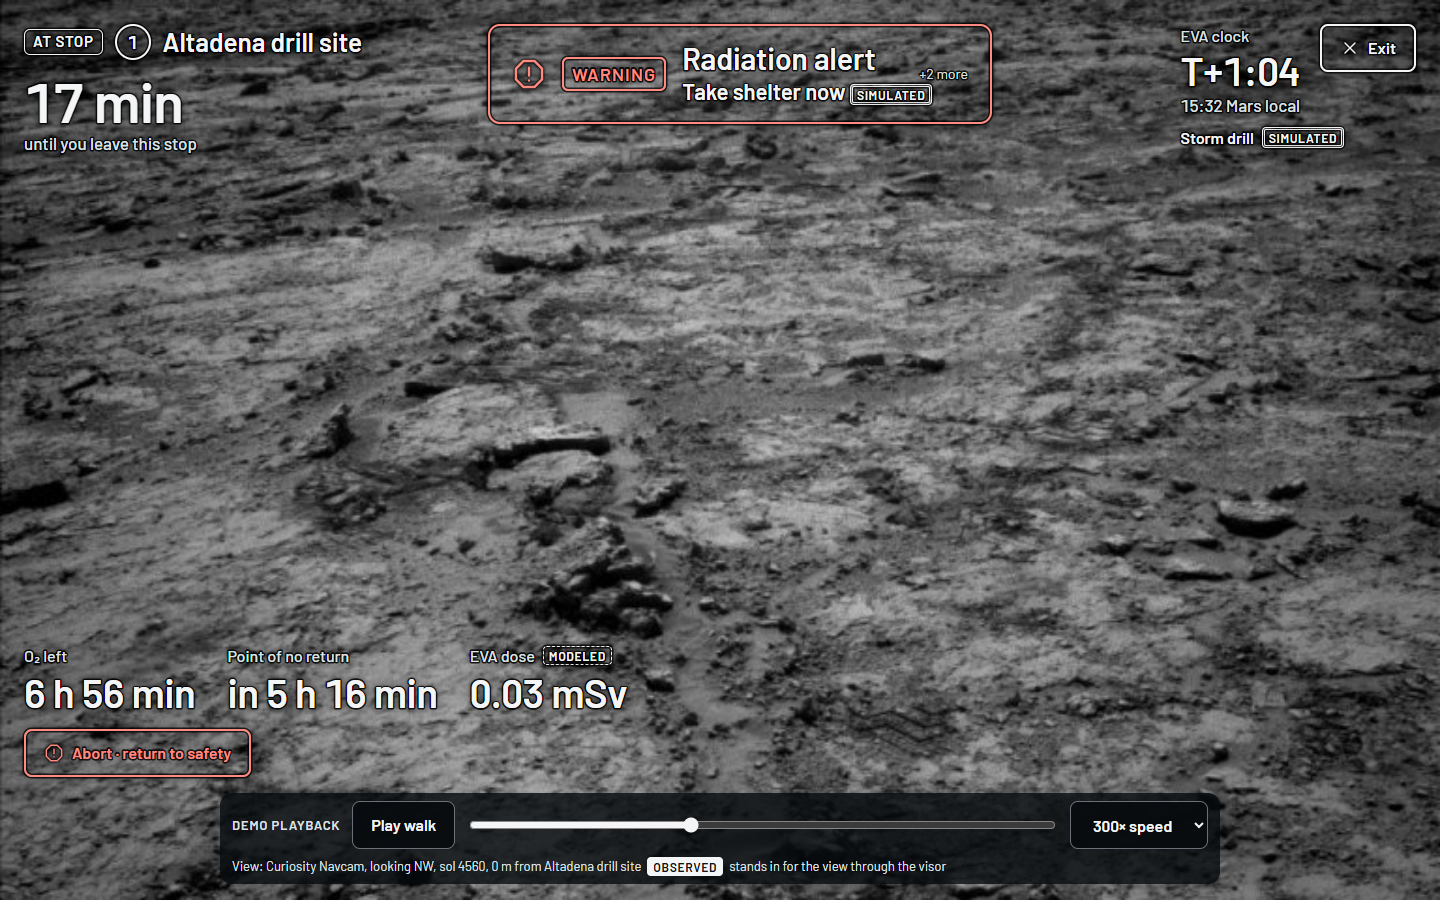 AT STOP 1 Altadena drill site
17 min
until you leave this stop
WARNING
Radiation alert
+2 more
Take shelter now SIMULATED
EVA clock
T+1:04
15:32 Mars local
Storm drill SIMULATED
Exit
O₂ left
6 h 56 min
Point of no return
in 5 h 16 min
EVA dose MODELED
0.03 mSv
Abort · return to safety
DEMO PLAYBACK Play walk 300× speed
View: Curiosity Navcam, looking NW, sol 4560, 0 m from Altadena drill site OBSERVED stands in for the view through the visor